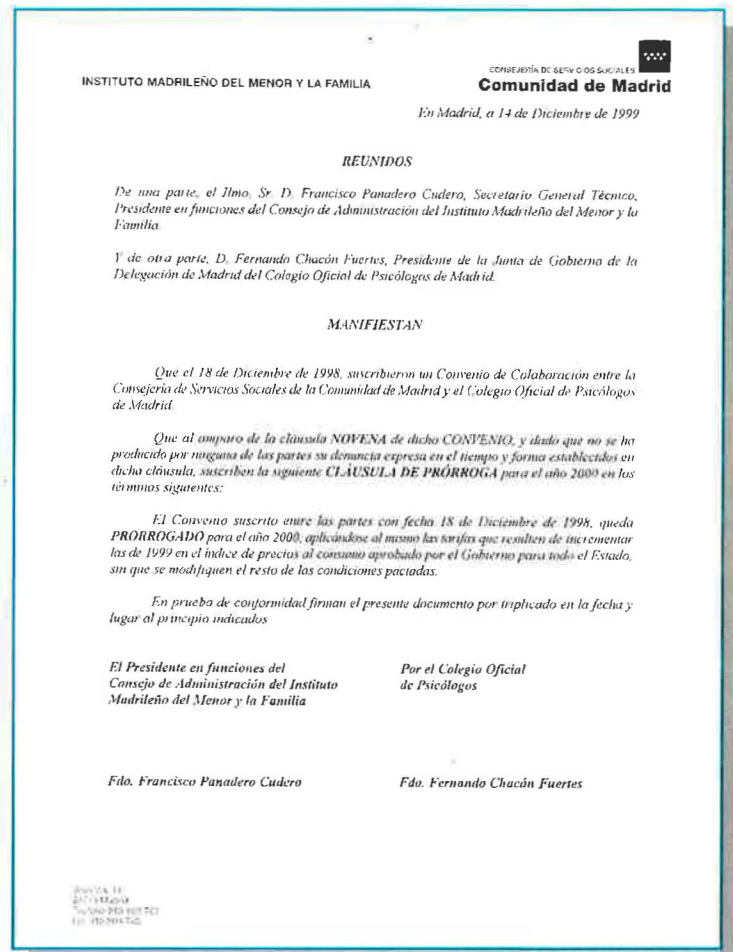 INSTITUTO MADRILEÑO DEL MENOR Y LA FAMILIA
CONSEJERÍA DE SERVICIOS SOCIALES
Comunidad de Madrid
En Madrid, a 14 de Diciembre de 1999
REUNIDOS
De una parte, el Ilmo. Sr. D. Francisco Panadero Cudero, Secretario General Técnico,
Presidente en funciones del Consejo de Administración del Instituto Madrileño del Menor y la
Familia.
Y de otra parte, D. Fernando Chacón Fuertes, Presidente de la Junta de Gobierno de la
Delegación de Madrid del Colegio Oficial de Psicólogos de Madrid.
MANIFIESTAN
Que el 18 de Diciembre de 1998, suscribieron un Convenio de Colaboración entre la
Consejería de Servicios Sociales de la Comunidad de Madrid y el Colegio Oficial de Psicólogos
de Madrid.
Que al amparo de la cláusula NOVENA de dicho CONVENIO, y dado que no se ha
producido por ninguna de las partes su denuncia expresa en el tiempo y forma establecidos en
dicha cláusula, suscriben la siguiente CLÁUSULA DE PRÓRROGA para el año 2000 en los
términos siguientes:
El Convenio suscrito entre las partes con fecha 18 de Diciembre de 1998, queda
PRORROGADO para el año 2000, aplicándose al mismo las tarifas que resulten de incrementar
las de 1999 en el índice de precios al consumo aprobado por el Gobierno para todo el Estado,
sin que se modifiquen el resto de las condiciones pactadas.
En prueba de conformidad firman el presente documento por triplicado en la fecha y
lugar al principio indicados
El Presidente en funciones del
Consejo de Administración del Instituto
Madrileño del Menor y la Familia
Por el Colegio Oficial
de Psicólogos
Fdo. Francisco Panadero Cudero
Fdo. Fernando Chacón Fuertes